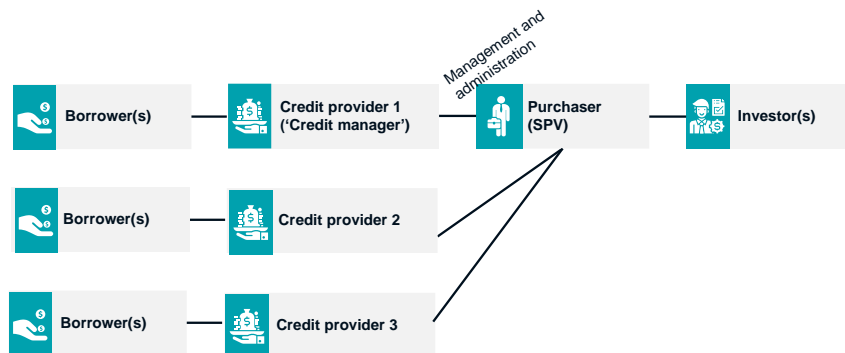 Management and
administration
Borrower(s)
Credit provider 1
(‘Credit manager’)
Purchaser
(SPV)
Investor(s)
Borrower(s)
Credit provider 2
Borrower(s)
Credit provider 3